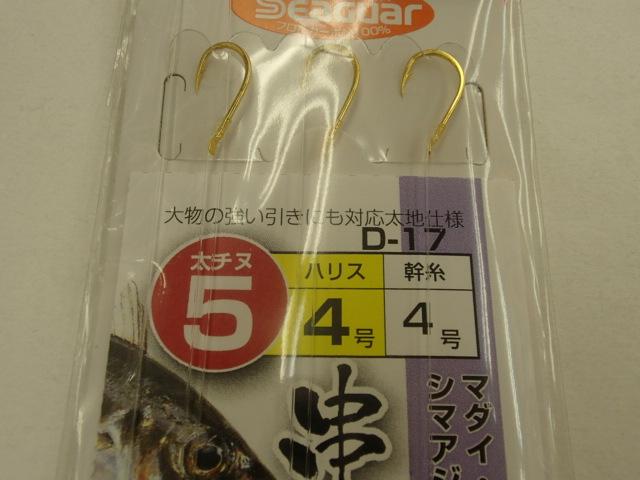 Seaguar
大物の強い引きにも対応太地仕様
D-17
太チヌ ハリス 幹糸
5 4号 4号
マダイ・
シマアジ
串